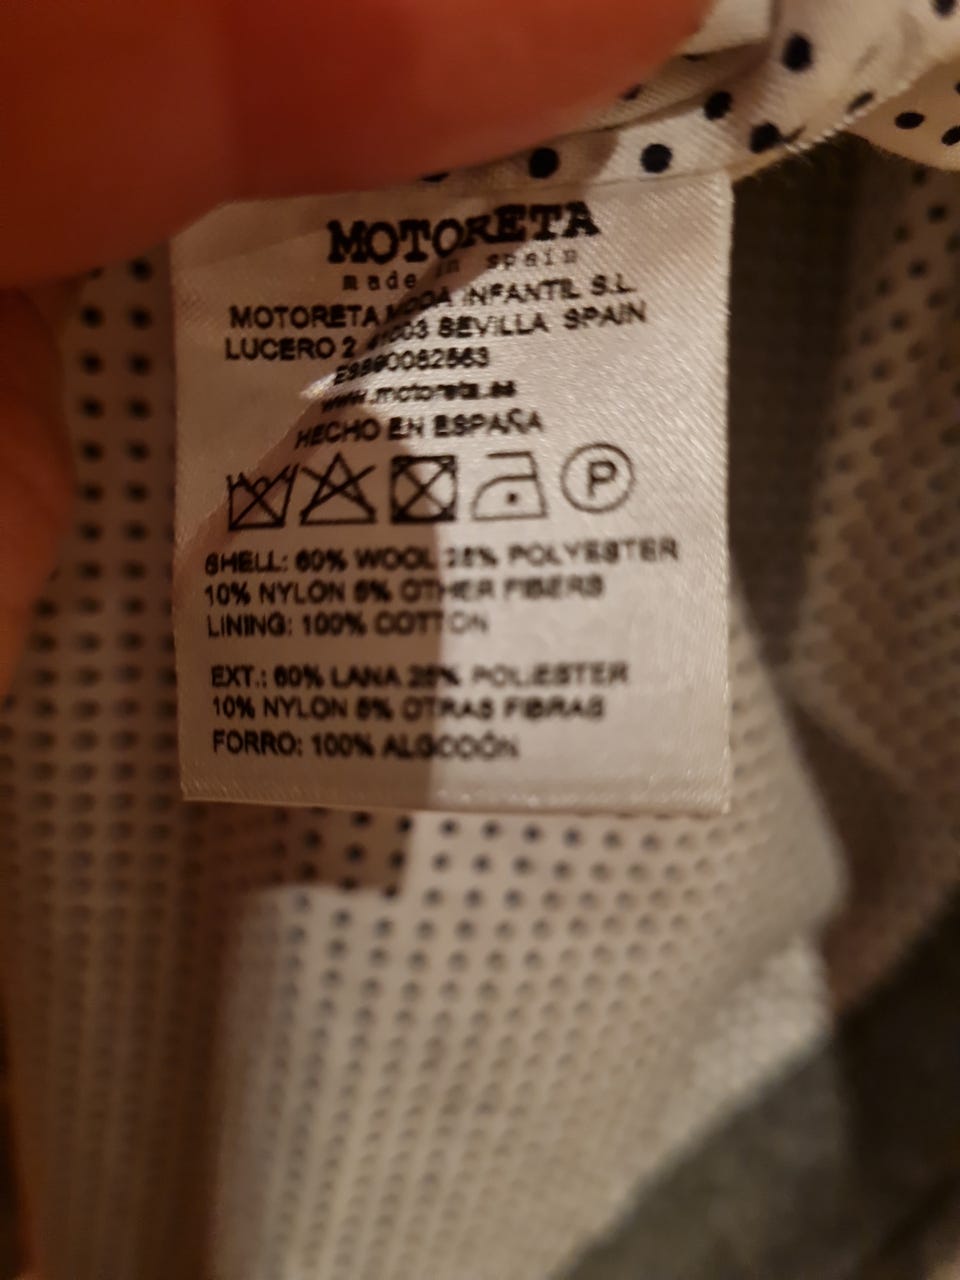 MOTORETA
made in spain
MOTORETA MODA INFANTIL S.L.
LUCERO 2 41003 SEVILLA SPAIN
www.motoreta.es
HECHO EN ESPAÑA
P
SHELL: 60% WOOL 25% POLYESTER
10% NYLON 5% OTHER FIBERS
LINING: 100% COTTON
EXT.: 60% LANA 25% POLIESTER
10% NYLON 5% OTRAS FIBRAS
FORRO: 100% ALGODÓN